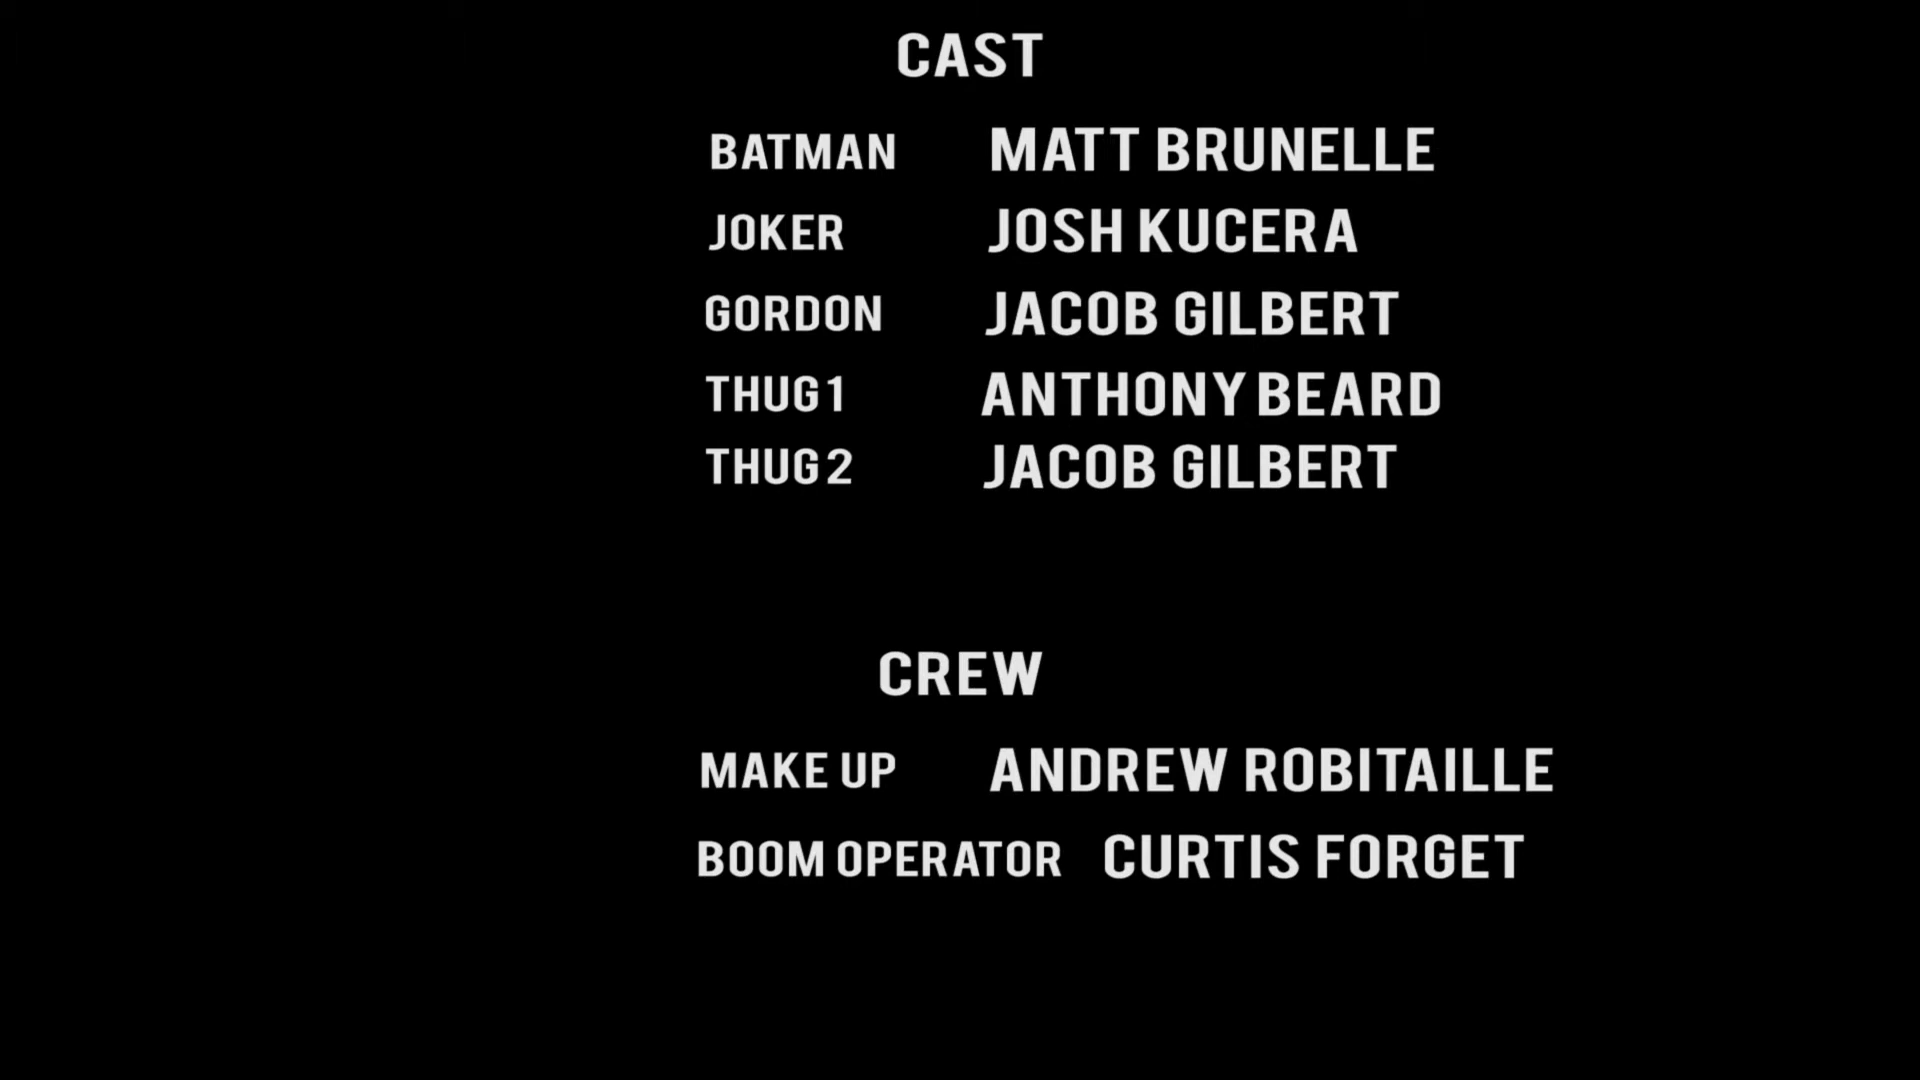 CAST
BATMAN MATT BRUNELLE
JOKER JOSH KUCERA
GORDON JACOB GILBERT
THUG 1 ANTHONY BEARD
THUG 2 JACOB GILBERT
CREW
MAKE UP ANDREW ROBITAILLE
BOOM OPERATOR CURTIS FORGET